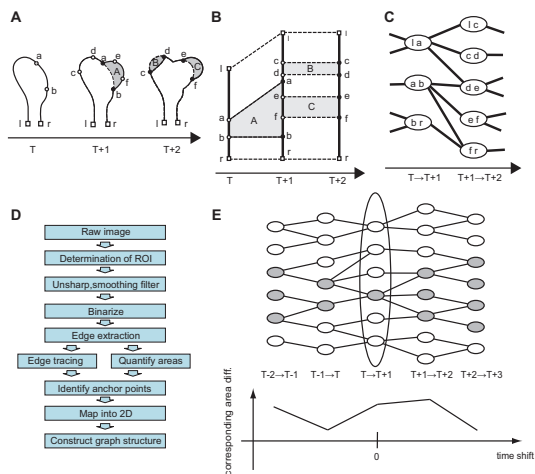 A
d
a
a
e
d
e
B
C
c
A
c
b
b
f
f
l r
l r
l r
T
T+1
T+2
B
l
i
i
c
B
c
d
d
a
e
C
e
a
f
f
A
b
b
r
r
r
T
T+1
T+2
C
l c
l a
c d
d e
a b
e f
b r
f r
T→T+1
T+1→T+2
D
Raw image
Determination of ROI
Unsharp,smoothing filter
Binarize
Edge extraction
Edge tracing
Quantify areas
Identify anchor points
Map into 2D
Construct graph structure
E
T-2→T-1
T-1→T
T→T+1
T+1→T+2
T+2→T+3
corresponding area diff.
0
time shift